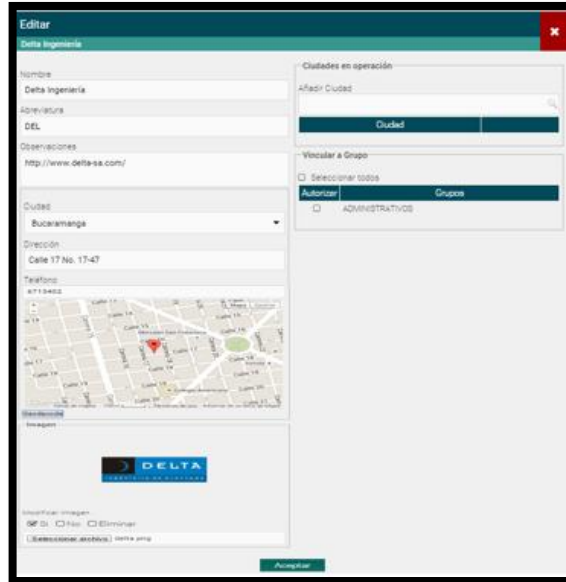 Editar
Delta Ingeniería
Nombre
Delta Ingeniería
Abreviatura
DEL
Observaciones
http://www.delta-sa.com/
Ciudad
Bucaramanga
Dirección
Calle 17 No. 17-47
Teléfono
6713402
Imagen
DELTA
Modificar Imagen
Si No Eliminar
Seleccionar archivo delta.png
Ciudades en operación
Añadir Ciudad
Ciudad
Vincular a Grupo
Seleccionar todos
Autorizar Grupos
ADMINISTRATIVOS
Aceptar